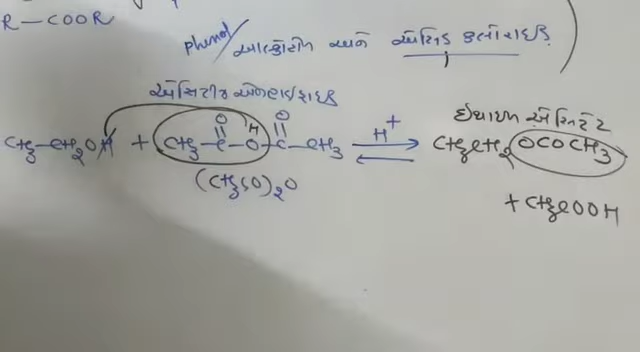 R-COOR
phenol/આલ્કોહોલ અને એસિડ ક્લોરાઇડ
એસિટીક એનહાઇડ્રાઇડ
ઇથાઇલ એસિટેટ
CH3-CH2OH + CH3-C(=O)-O-C(=O)-CH3 ⇌ H+ CH3CH2OCOCH3
(CH3CO)2O
+ CH3COOH